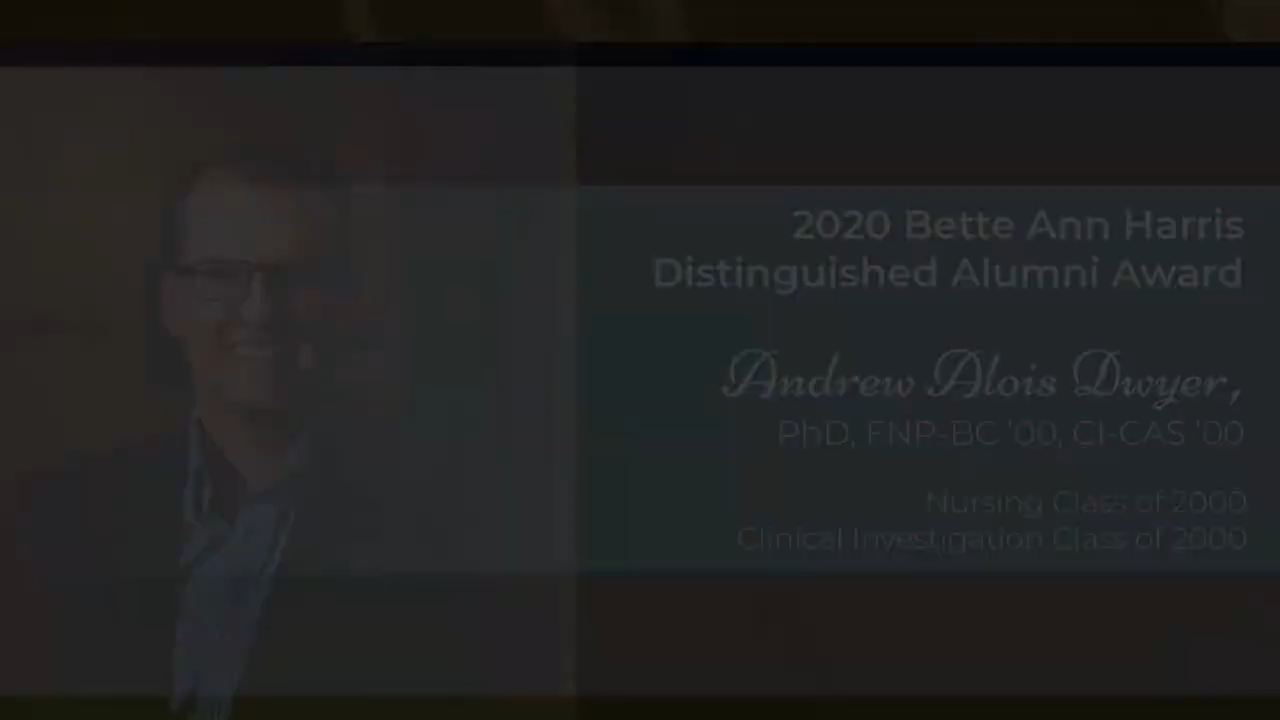 2020 Bette Ann Harris
Distinguished Alumni Award
Andrew Alois Dwyer,
PhD, FNP-BC '00, CI-CAS '00
Nursing Class of 2000
Clinical Investigation Class of 2000